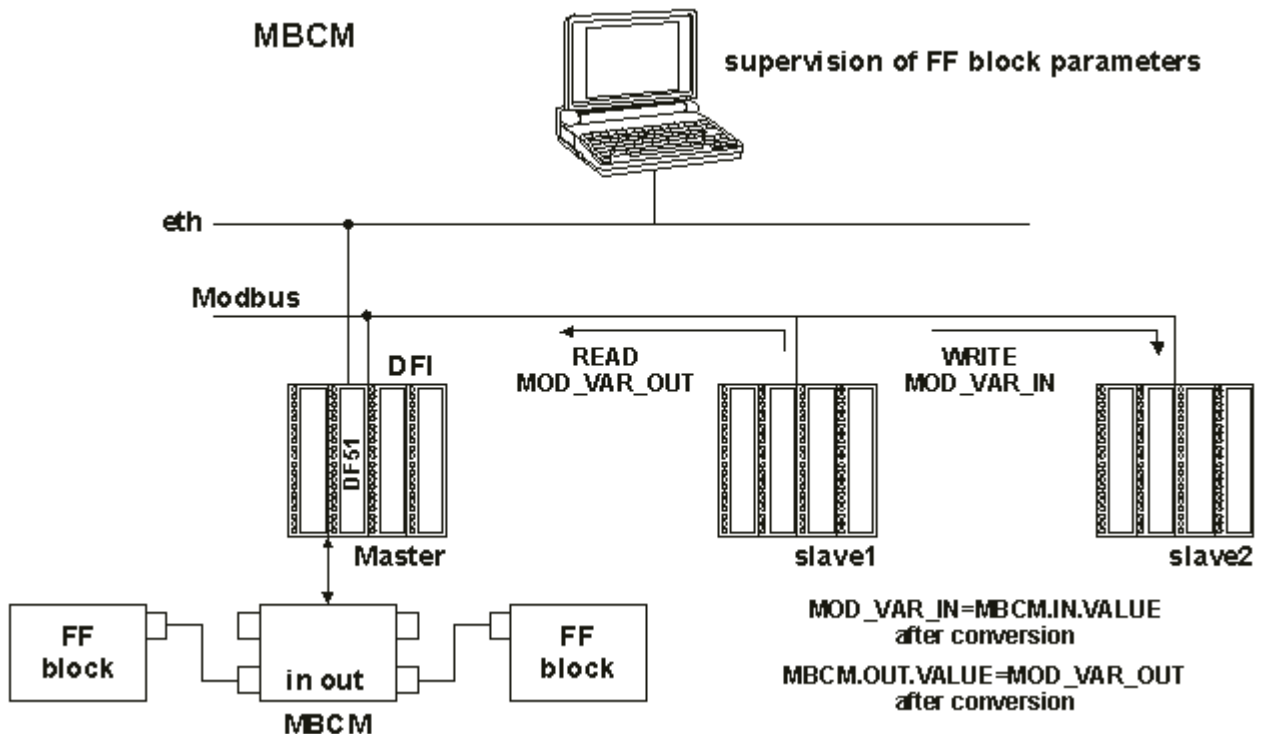 MBCM
supervision of FF block parameters
eth
Modbus
DFI
READ
MOD_VAR_OUT
WRITE
MOD_VAR_IN
DF51
Master
slave1
slave2
FF
block
in out
MBCM
FF
block
MOD_VAR_IN=MBCM.IN.VALUE
after conversion
MBCM.OUT.VALUE=MOD_VAR_OUT
after conversion